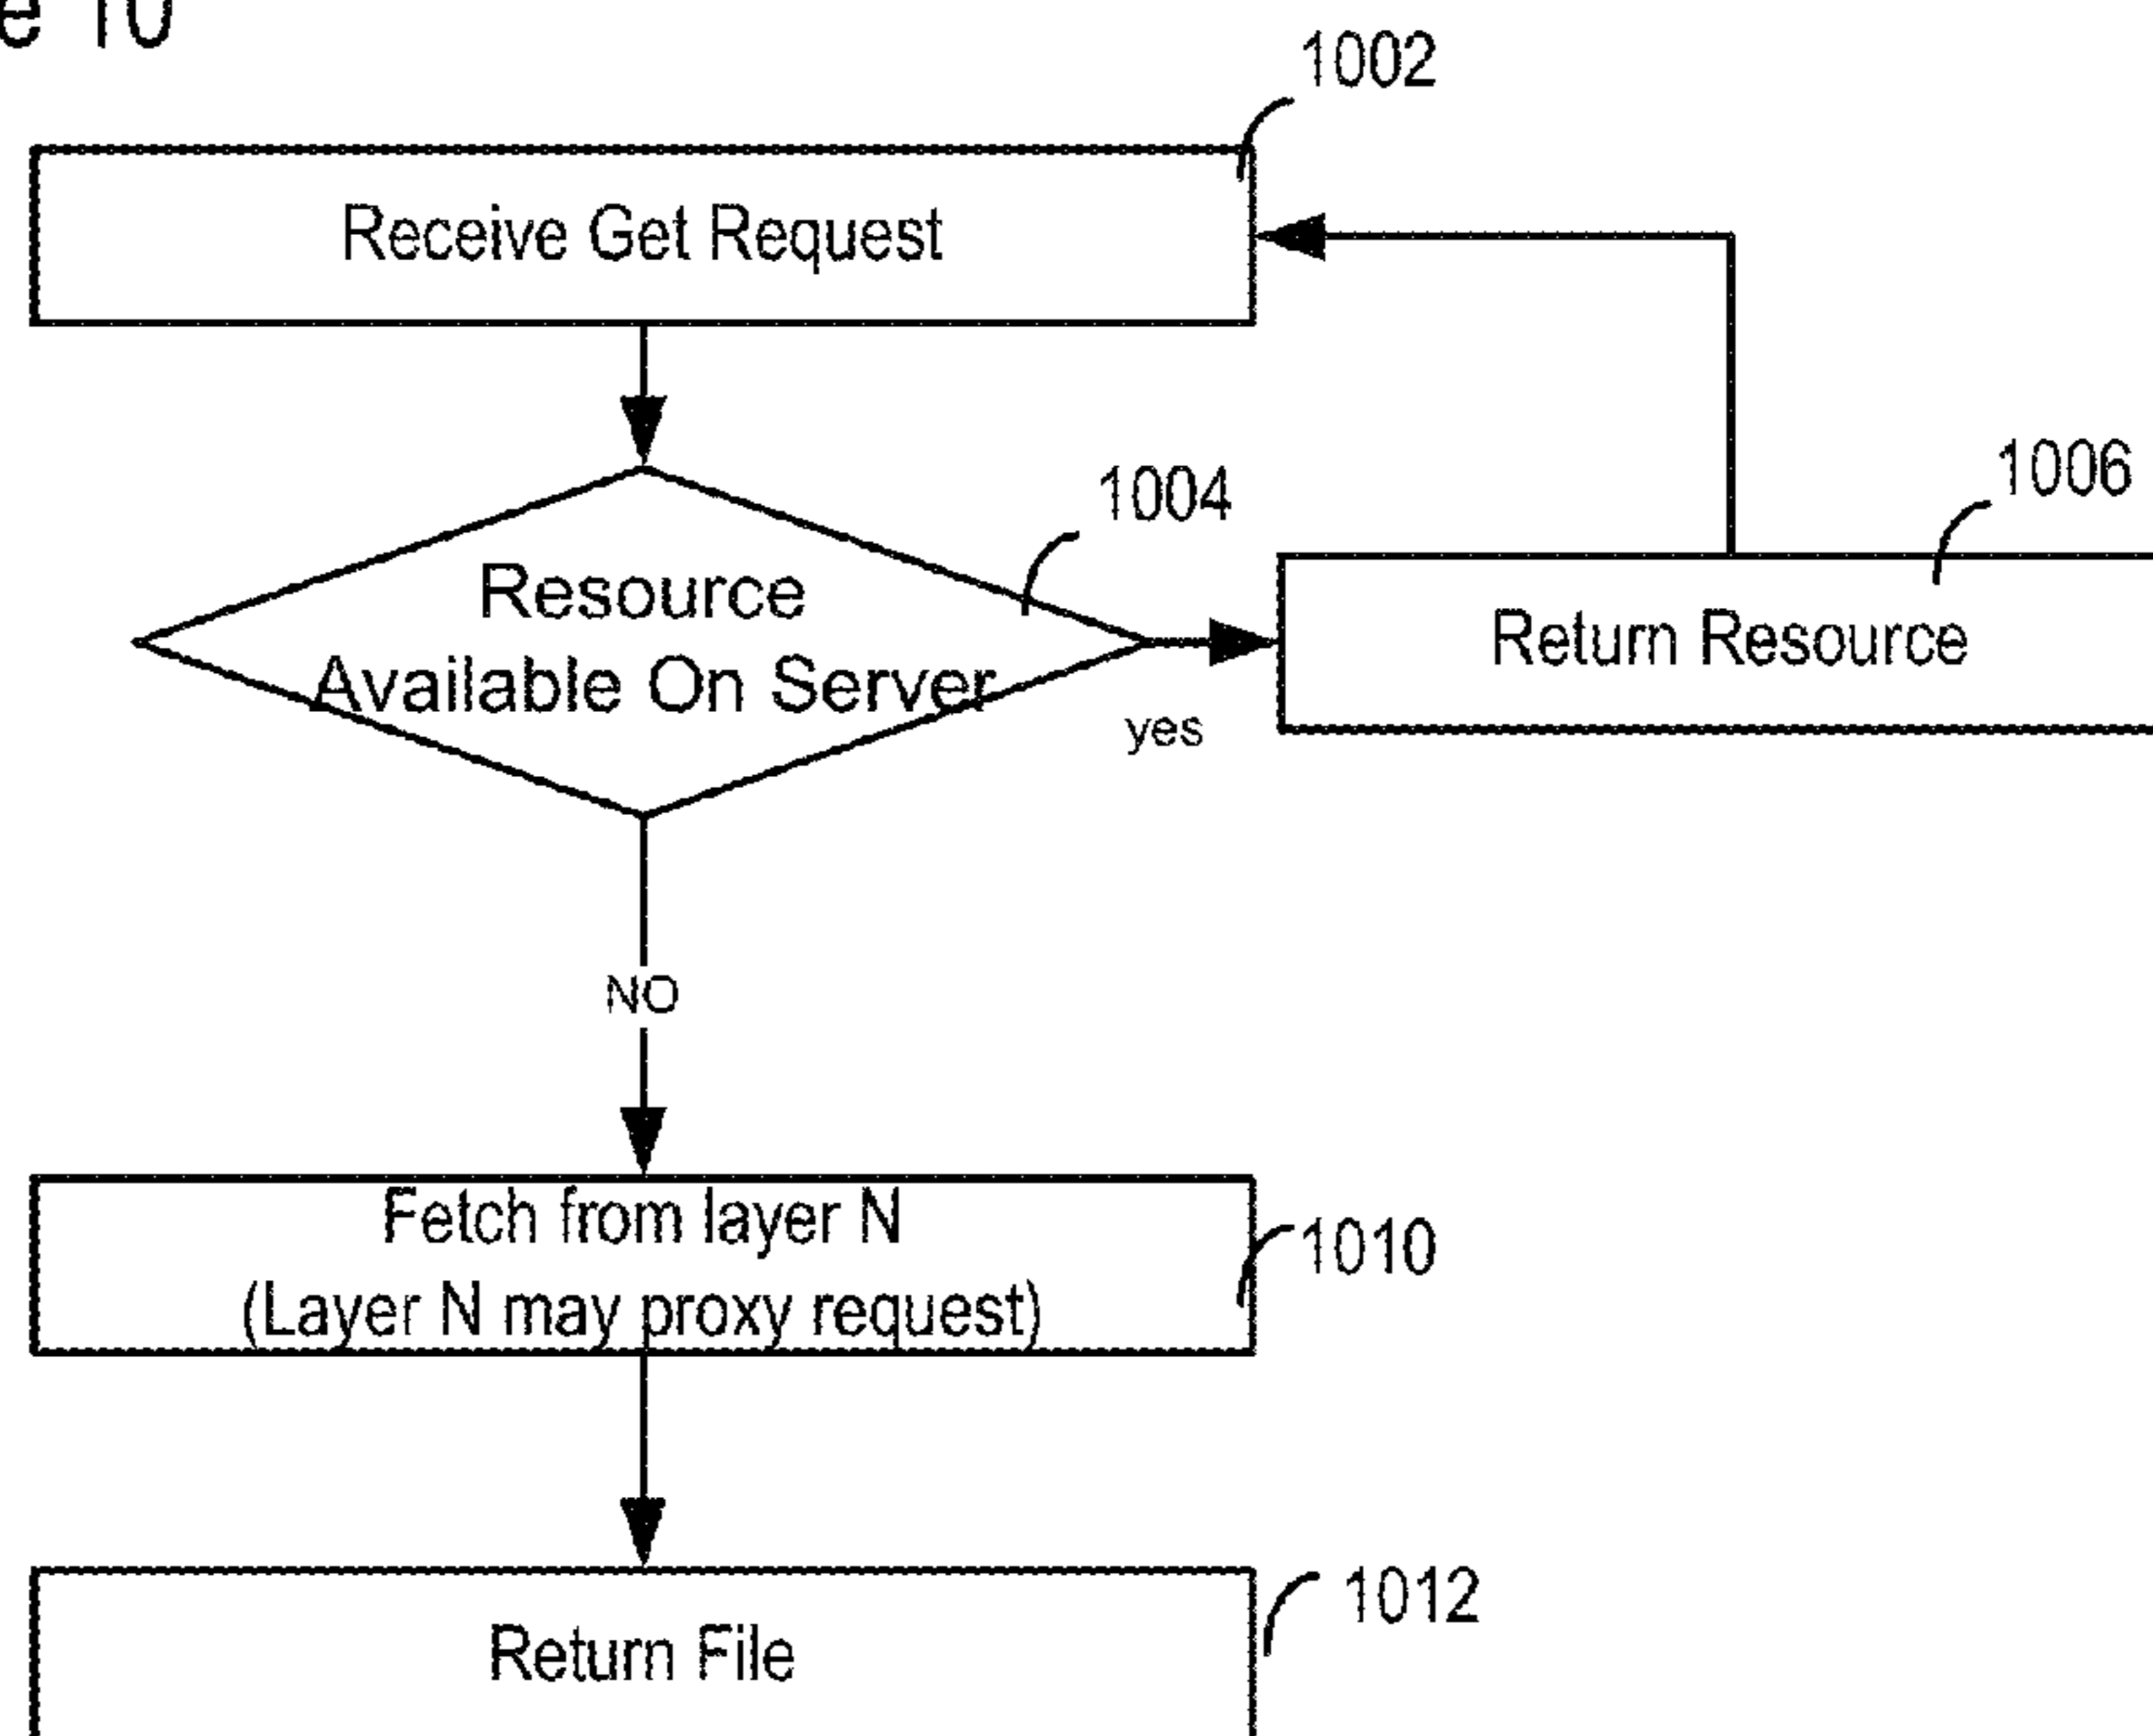 e 10
1002
Receive Get Request
1004
1006
Resource
Available On Server
Return Resource
yes
NO
Fetch from layer N
(Layer N may proxy request)
1010
1012
Return File